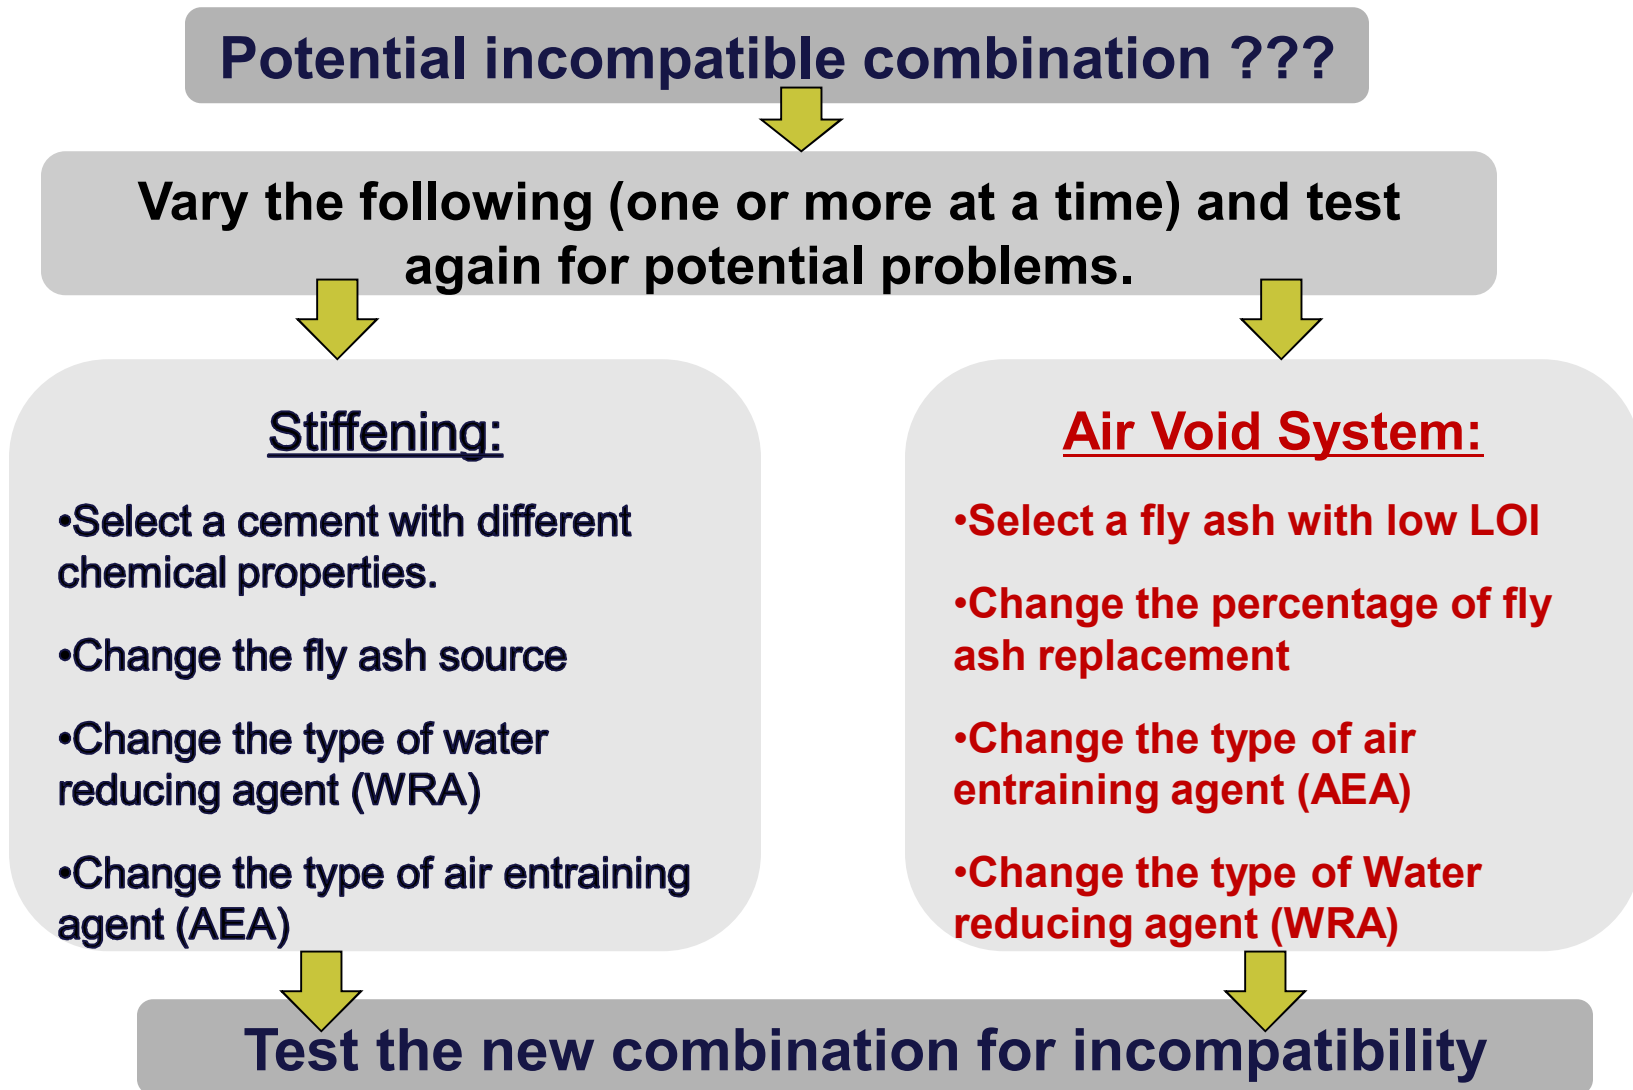 Potential incompatible combination ???
Vary the following (one or more at a time) and test
again for potential problems.
Stiffening:
•Select a cement with different
chemical properties.
•Change the fly ash source
•Change the type of water
reducing agent (WRA)
•Change the type of air entraining
agent (AEA)
Air Void System:
•Select a fly ash with low LOI
•Change the percentage of fly
ash replacement
•Change the type of air
entraining agent (AEA)
•Change the type of Water
reducing agent (WRA)
Test the new combination for incompatibility